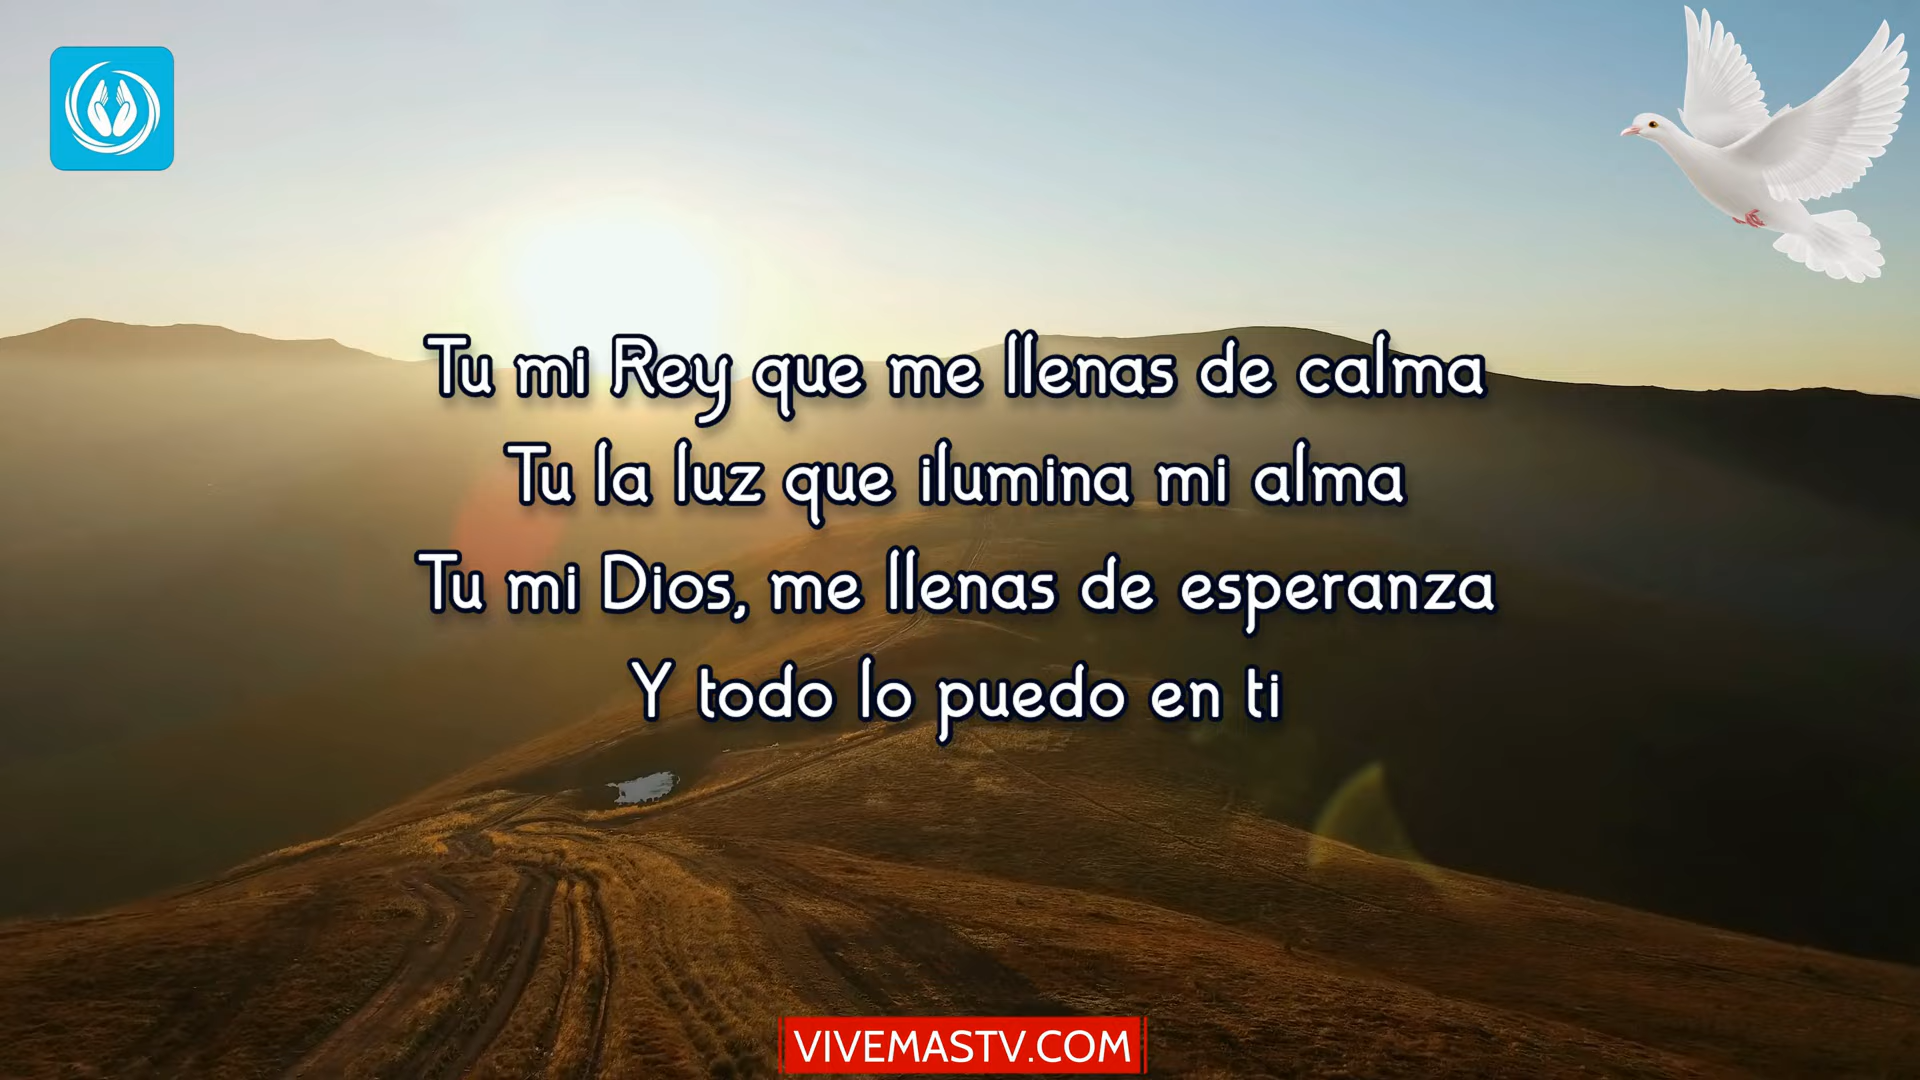 Tu mi Rey que me llenas de calma
Tu la luz que ilumina mi alma
Tu mi Dios, me llenas de esperanza
Y todo lo puedo en ti
VIVEMASTV.COM